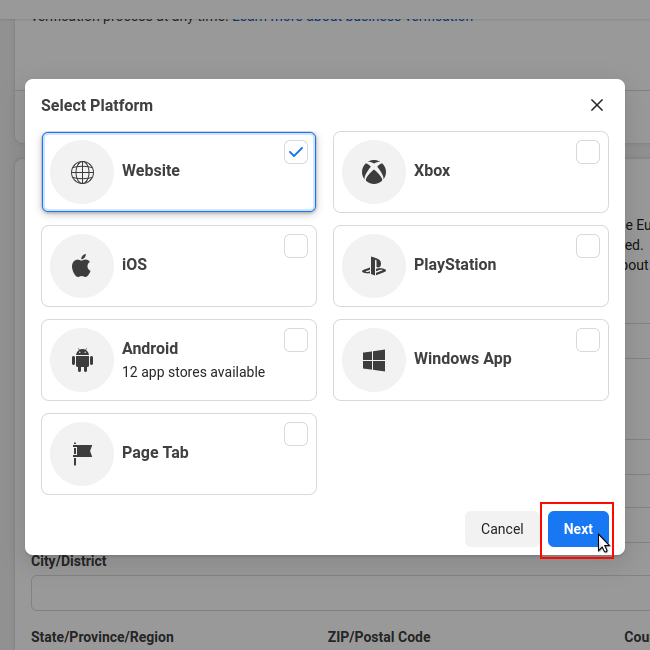 verification process at any time. Learn more about business verification
Select Platform
Website
Xbox
e Eu
ed.
iOS
PlayStation
bout
Android
12 app stores available
Windows App
Page Tab
Cancel
Next
City/District
State/Province/Region
ZIP/Postal Code
Cou